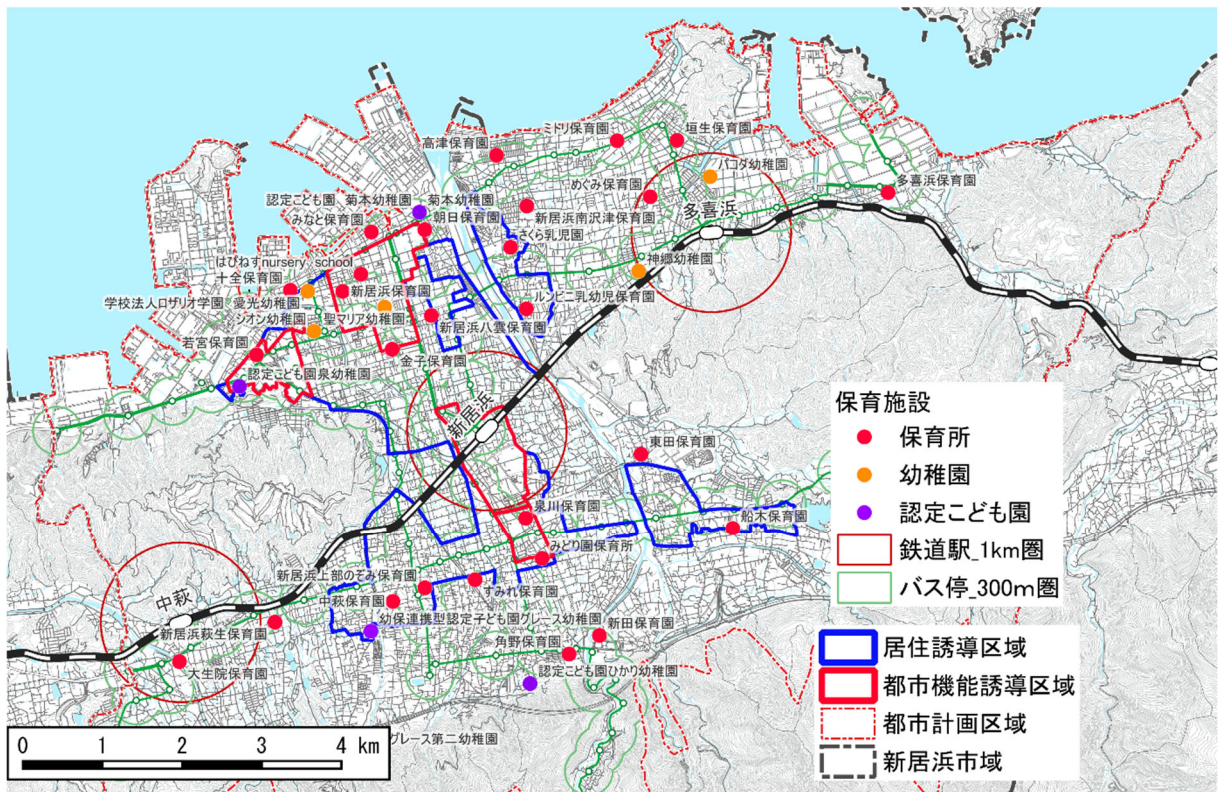 ミドリ保育園
垣生保育園
高津保育園
パコダ幼稚園
めぐみ保育園
多喜浜保育園
認定こども園 菊本幼稚園
菊本幼稚園
みなと保育園
朝日保育園
新居浜南沢津保育園
多喜浜
さくら乳児園
はぴねすnursery school
神郷幼稚園
十全保育園
新居浜保育園
学校法人ロザリオ学園 愛光幼稚園
ルンビニ乳幼児保育園
シオン幼稚園
聖マリア幼稚園
新居浜八雲保育園
若宮保育園
金子保育園
認定こども園泉幼稚園
新居浜
東田保育園
泉川保育園
船木保育園
みどり園保育所
新居浜上部のぞみ保育園
すみれ保育園
中萩
中萩保育園
幼保連携型認定子ども園グレース幼稚園
新居浜萩生保育園
新田保育園
角野保育園
大生院保育園
認定こども園ひかり幼稚園
グレース第二幼稚園
保育施設
保育所
幼稚園
認定こども園
鉄道駅_1km圏
バス停_300m圏
居住誘導区域
都市機能誘導区域
都市計画区域
新居浜市域
0 1 2 3 4 km